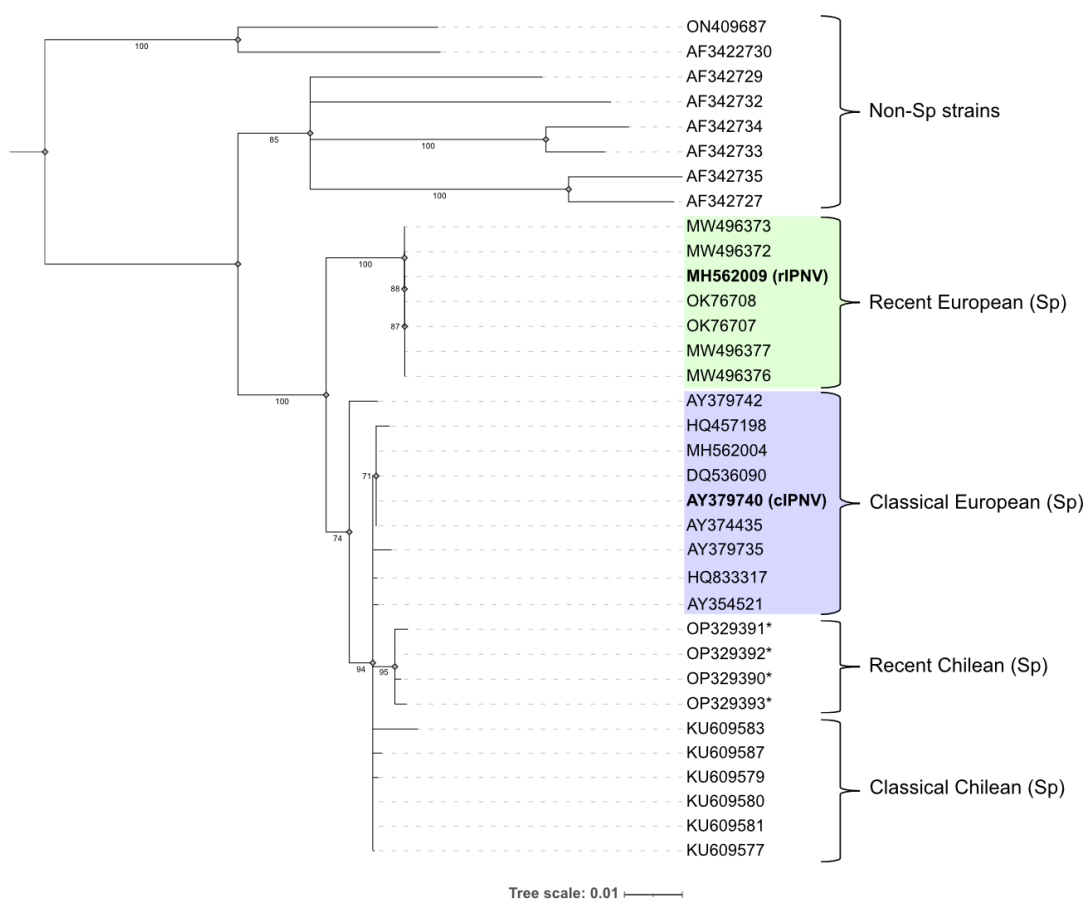 ON409687
100
AF3422730
AF342729
AF342732
Non-Sp strains
AF342734
85
100
AF342733
AF342735
100
AF342727
MW496373
MW496372
100
MH562009 (rIPNV)
88
OK76708
Recent European (Sp)
87
OK76707
MW496377
MW496376
100
AY379742
HQ457198
MH562004
71
DQ536090
AY379740 (cIPNV)
Classical European (Sp)
AY374435
74
AY379735
HQ833317
AY354521
OP329391*
OP329392*
94
95
Recent Chilean (Sp)
OP329390*
OP329393*
KU609583
KU609587
KU609579
Classical Chilean (Sp)
KU609580
KU609581
KU609577
Tree scale: 0.01